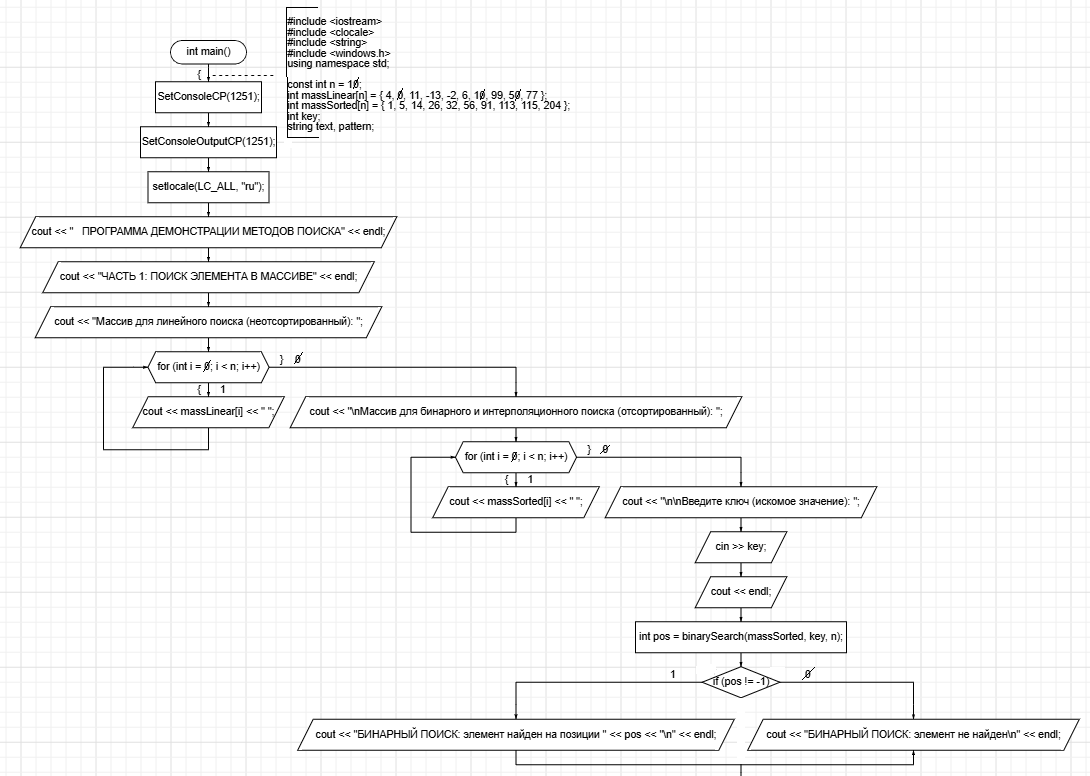 #include <iostream>
#include <clocale>
#include <string>
#include <windows.h>
using namespace std;
const int n = 10;
int massLinear[n] = { 4, 0, 11, -13, -2, 6, 10, 99, 50, 77 };
int massSorted[n] = { 1, 5, 14, 26, 32, 56, 91, 113, 115, 204 };
int key;
string text, pattern;
int main()
{
SetConsoleCP(1251);
SetConsoleOutputCP(1251);
setlocale(LC_ALL, "ru");
cout << "   ПРОГРАММА ДЕМОНСТРАЦИИ МЕТОДОВ ПОИСКА" << endl;
cout << "ЧАСТЬ 1: ПОИСК ЭЛЕМЕНТА В МАССИВЕ" << endl;
cout << "Массив для линейного поиска (неотсортированный): ";
for (int i = 0; i < n; i++)
} 0
{ 1
cout << massLinear[i] << " ";
cout << "\nМассив для бинарного и интерполяционного поиска (отсортированный): ";
for (int i = 0; i < n; i++)
} 0
{ 1
cout << massSorted[i] << " ";
cout << "\n\nВведите ключ (искомое значение): ";
cin >> key;
cout << endl;
int pos = binarySearch(massSorted, key, n);
1
if (pos != -1)
0
cout << "БИНАРНЫЙ ПОИСК: элемент найден на позиции " << pos << "\n" << endl;
cout << "БИНАРНЫЙ ПОИСК: элемент не найден\n" << endl;